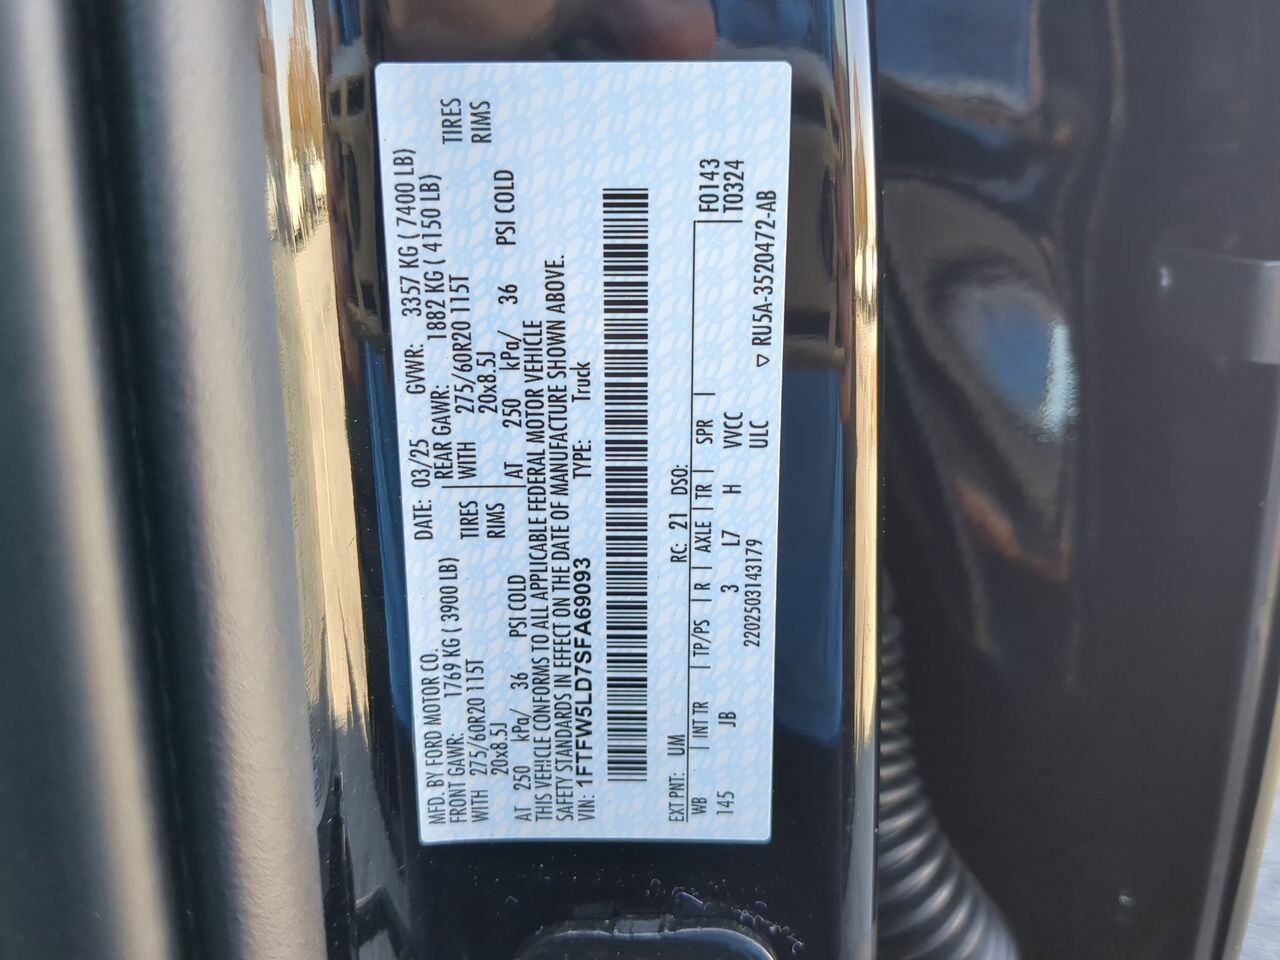 MFD. BY FORD MOTOR CO.
DATE: 03/25 GVWR: 3357 KG ( 7400 LB)
FRONT GAWR: 1769 KG ( 3900 LB)
REAR GAWR: 1882 KG ( 4150 LB)
WITH 275/60R20 115T TIRES
WITH 275/60R20 115T TIRES
20x8.5J RIMS
20x8.5J RIMS
AT 250 kPa/ 36 PSI COLD
AT 250 kPa/ 36 PSI COLD
THIS VEHICLE CONFORMS TO ALL APPLICABLE FEDERAL MOTOR VEHICLE
SAFETY STANDARDS IN EFFECT ON THE DATE OF MANUFACTURE SHOWN ABOVE.
VIN: 1FTFW5LD7SFA69093 TYPE: Truck
EXT PNT: UM RC: 21 DSO:
WB | INT TR | TP/PS | R | AXLE | TR | SPR | F0143
145 JB 3 L7 H VVCC T0324
2202503143179 ULC ▽ RU5A-3520472-AB